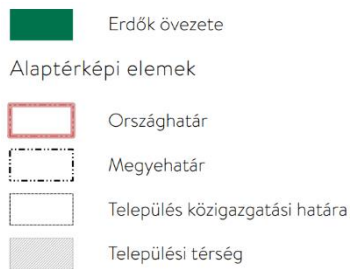 Erdők övezete
Alaptérképi elemek
Országhatár
Megyehatár
Település közigazgatási határa
Települési térség